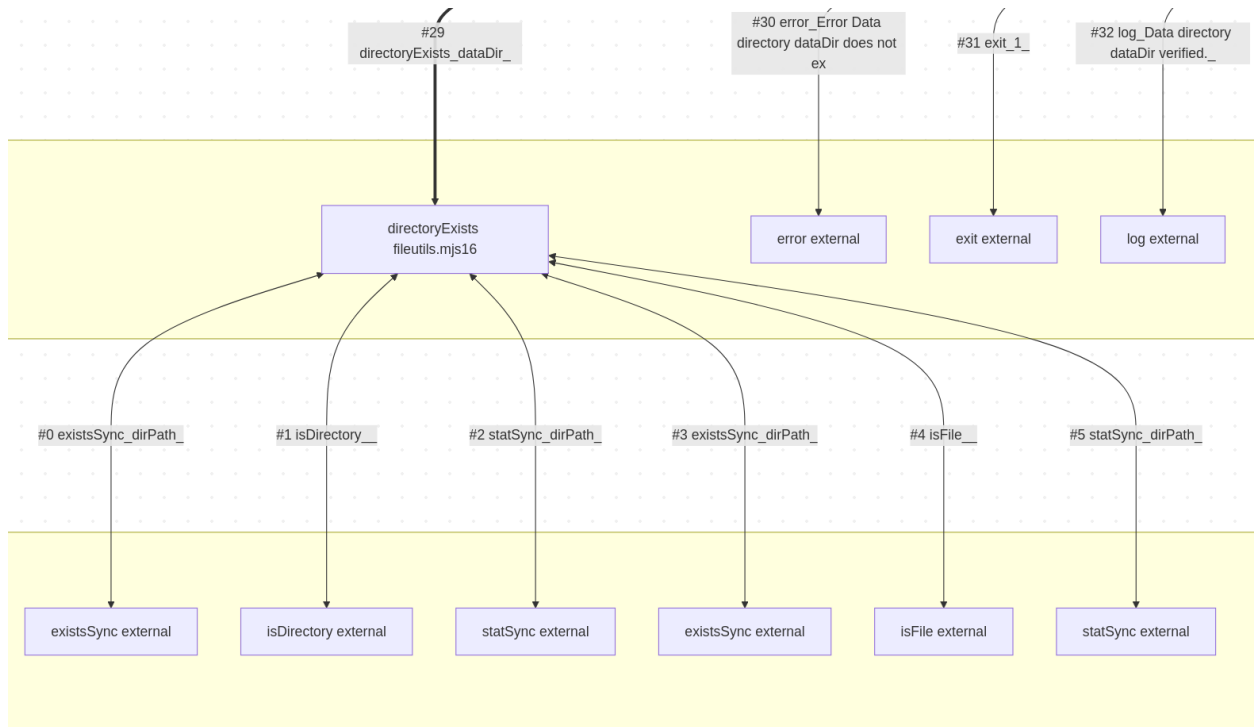 #29
directoryExists_dataDir_
#30 error_Error Data
directory dataDir does not
ex
#31 exit_1_
#32 log_Data directory
dataDir verified._
directoryExists
fileutils.mjs16
error external
exit external
log external
#0 existsSync_dirPath_
#1 isDirectory__
#2 statSync_dirPath_
#3 existsSync_dirPath_
#4 isFile__
#5 statSync_dirPath_
existsSync external
isDirectory external
statSync external
existsSync external
isFile external
statSync external